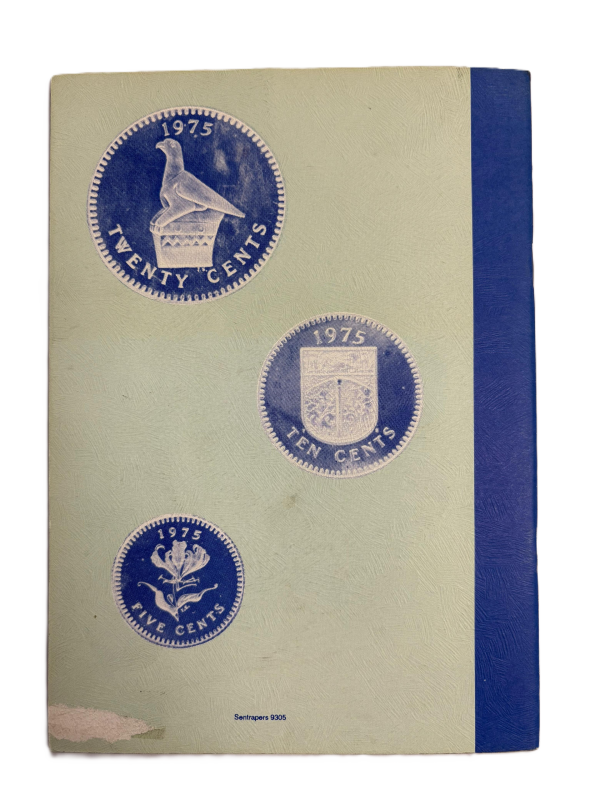 1975
TWENTY CENTS
1975
TEN CENTS
1975
FIVE CENTS
Sentrapers 9305